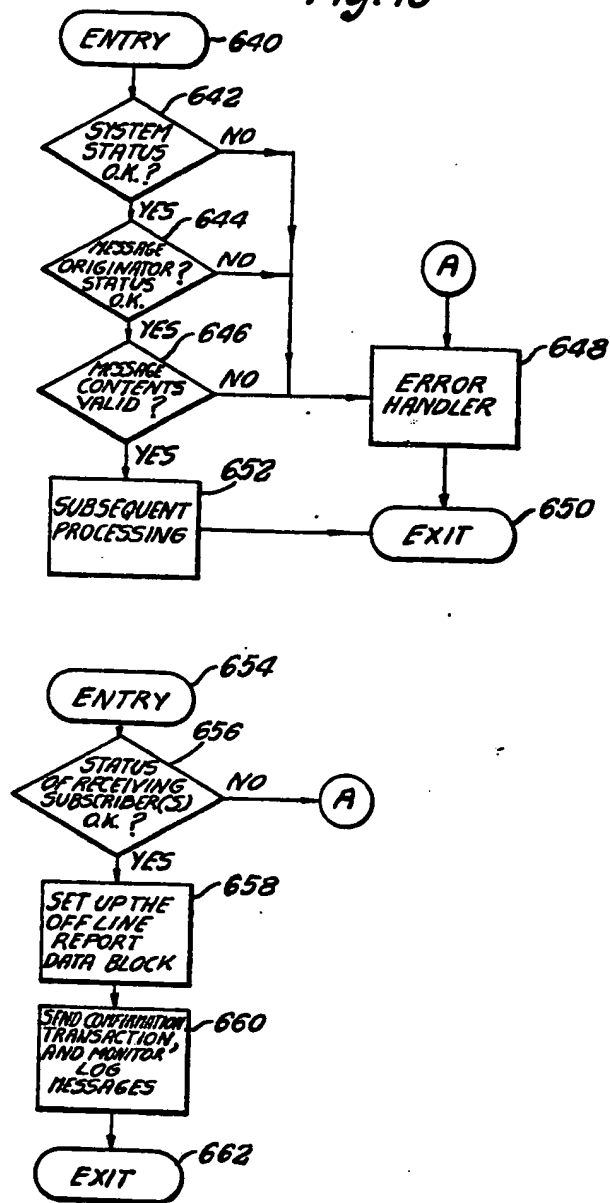 ENTRY
640
642
SYSTEM
STATUS
O.K.?
NO
YES
644
MESSAGE
ORIGINATOR?
STATUS
O.K.
NO
YES
646
MESSAGE
CONTENTS
VALID?
NO
YES
A
648
ERROR
HANDLER
652
SUBSEQUENT
PROCESSING
650
EXIT
654
ENTRY
656
STATUS
OF RECEIVING
SUBSCRIBER(S)
O.K.?
NO
A
YES
658
SET UP THE
OFF LINE
REPORT
DATA BLOCK
660
SEND CONFIRMATION
TRANSACTION,
AND MONITOR
LOG
MESSAGES
662
EXIT